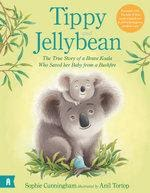 Tippy
and
Jellybean
The True Story of a Brave Koala
Who Saved her Baby from a Bushfire
Sophie Cunningham illustrated by Anil Tortop